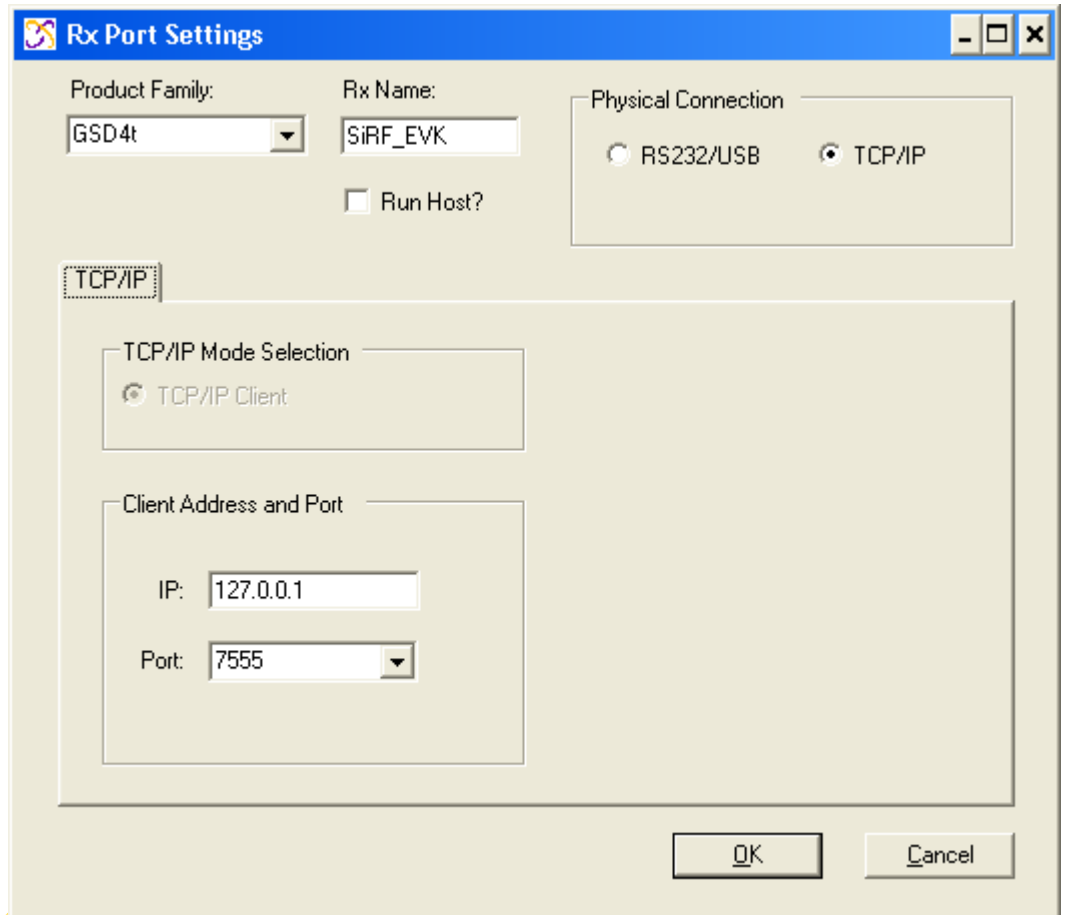 Rx Port Settings
Product Family:
GSD4t
Rx Name:
SiRF_EVK
Run Host?
Physical Connection
RS232/USB
TCP/IP
TCP/IP
TCP/IP Mode Selection
TCP/IP Client
Client Address and Port
IP: 127.0.0.1
Port: 7555
OK
Cancel